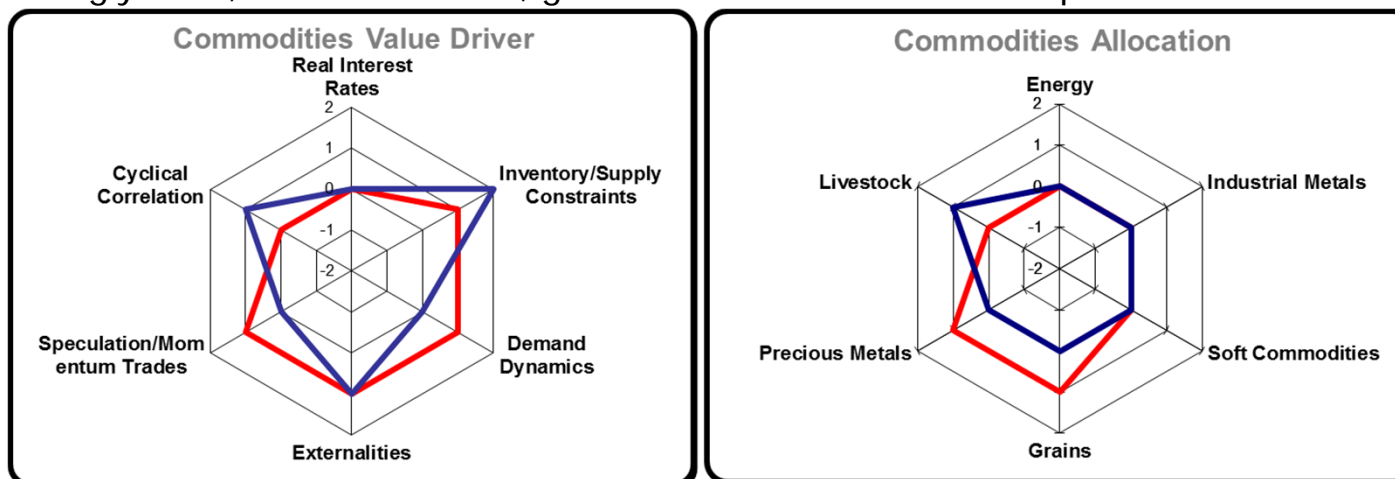 Commodities Value Driver
Real Interest
Rates
2
1
0
-1
-2
Cyclical
Correlation
Inventory/Supply
Constraints
Speculation/Mom
entum Trades
Demand
Dynamics
Externalities
Commodities Allocation
Energy
2
1
0
-1
-2
Livestock
Industrial Metals
Precious Metals
Soft Commodities
Grains